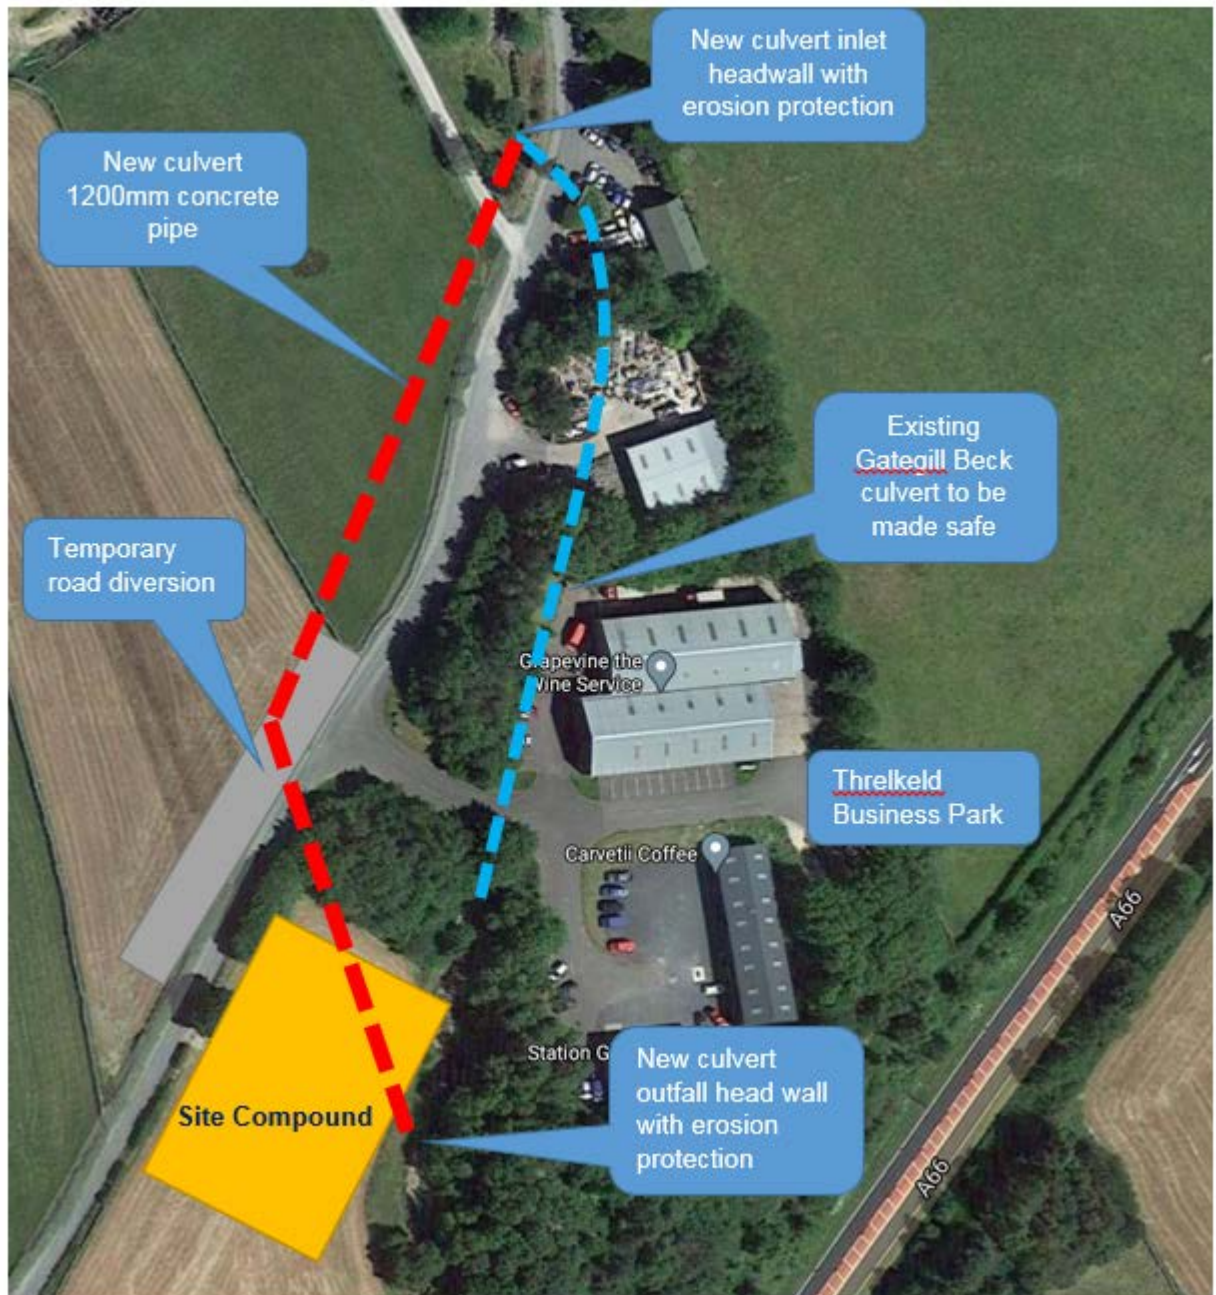 New culvert inlet
headwall with
erosion protection
New culvert
1200mm concrete
pipe
Existing
Gategill Beck
culvert to be
made safe
Temporary
road diversion
Grapevine the
Wine Service
Threlkeld
Business Park
Carvetii Coffee
A66
Station G
New culvert
outfall head wall
with erosion
protection
Site Compound
A66